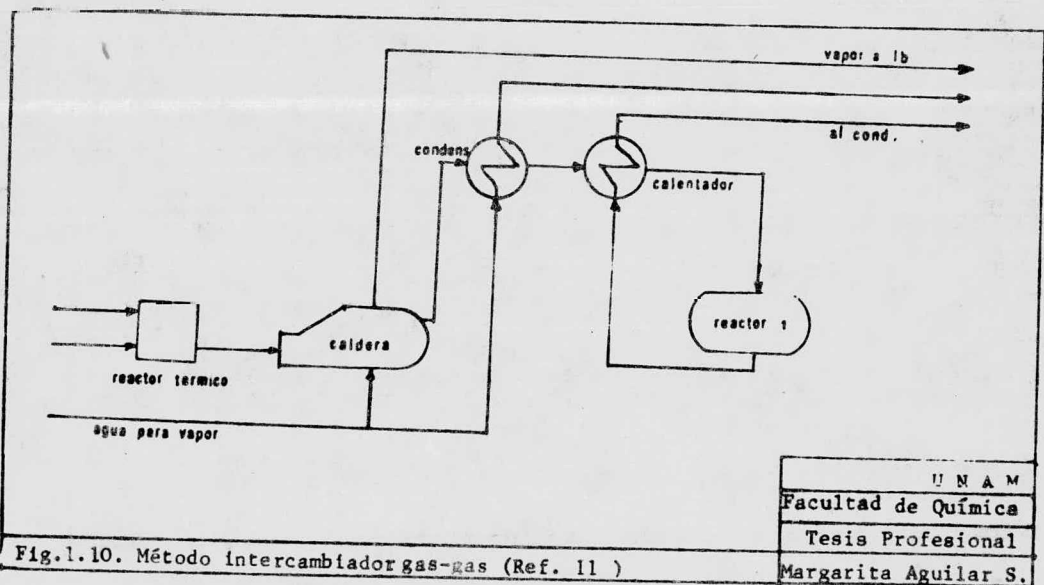 vapor a lb
al cond.
condens
calentador
reactor 1
caldera
reactor termico
agua para vapor
U N A M
Facultad de Química
Tesis Profesional
Margarita Aguilar S.
Fig.1.10. Método intercambiador gas-gas (Ref. 11 )